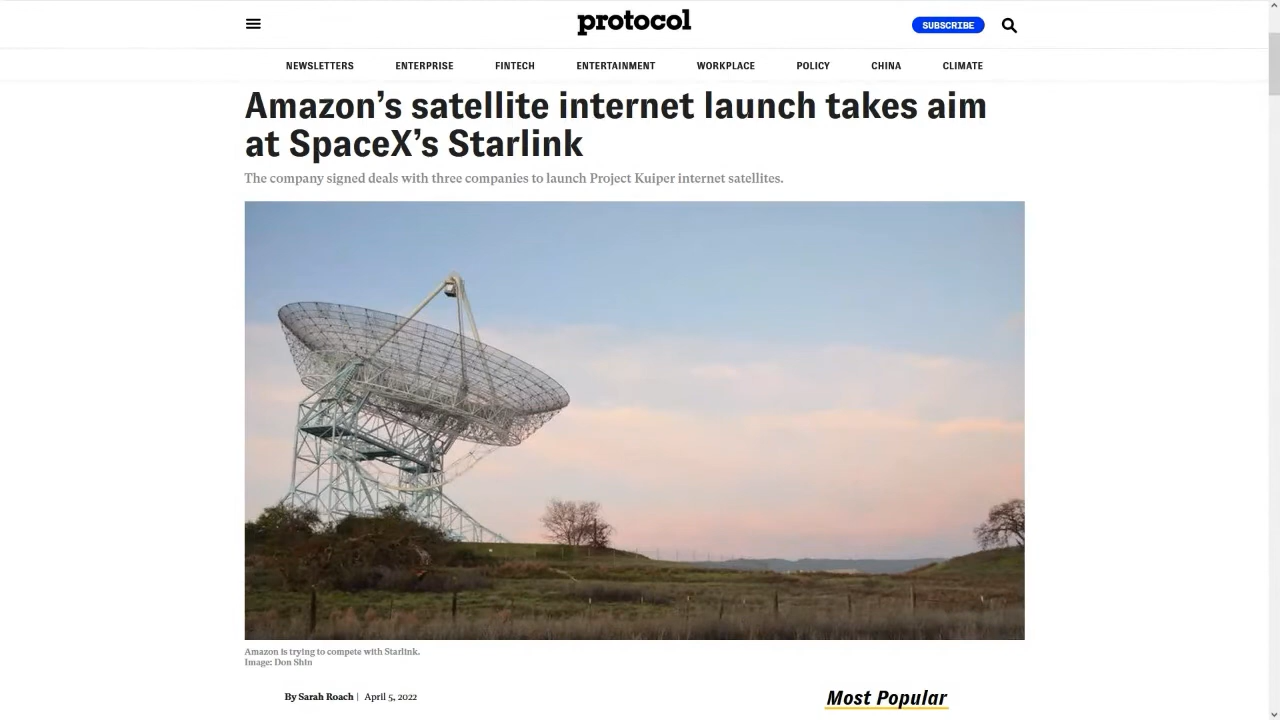 protocol
SUBSCRIBE
NEWSLETTERS ENTERPRISE FINTECH ENTERTAINMENT WORKPLACE POLICY CHINA CLIMATE
Amazon’s satellite internet launch takes aim
at SpaceX’s Starlink
The company signed deals with three companies to launch Project Kuiper internet satellites.
Amazon is trying to compete with Starlink.
Image: Don Shin
By Sarah Roach | April 5, 2022
Most Popular